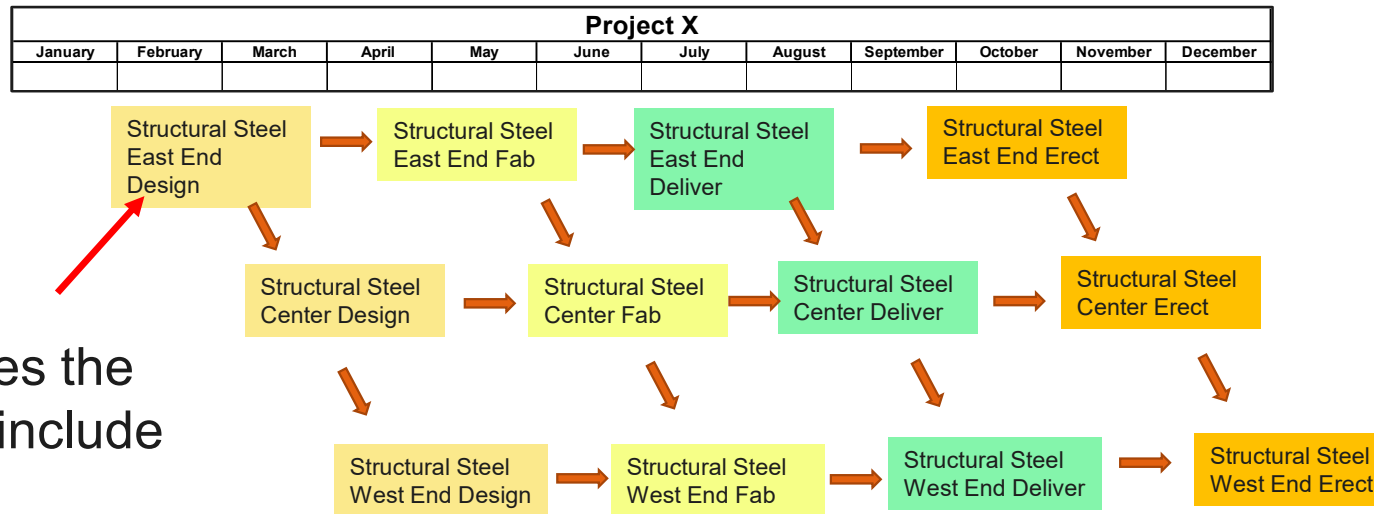 Project X
January February March April May June July August September October November December
Structural Steel
East End
Design
Structural Steel
East End Fab
Structural Steel
East End
Deliver
Structural Steel
East End Erect
Structural Steel
Center Design
Structural Steel
Center Fab
Structural Steel
Center Deliver
Structural Steel
Center Erect
es the
include
Structural Steel
West End Design
Structural Steel
West End Fab
Structural Steel
West End Deliver
Structural Steel
West End Erect